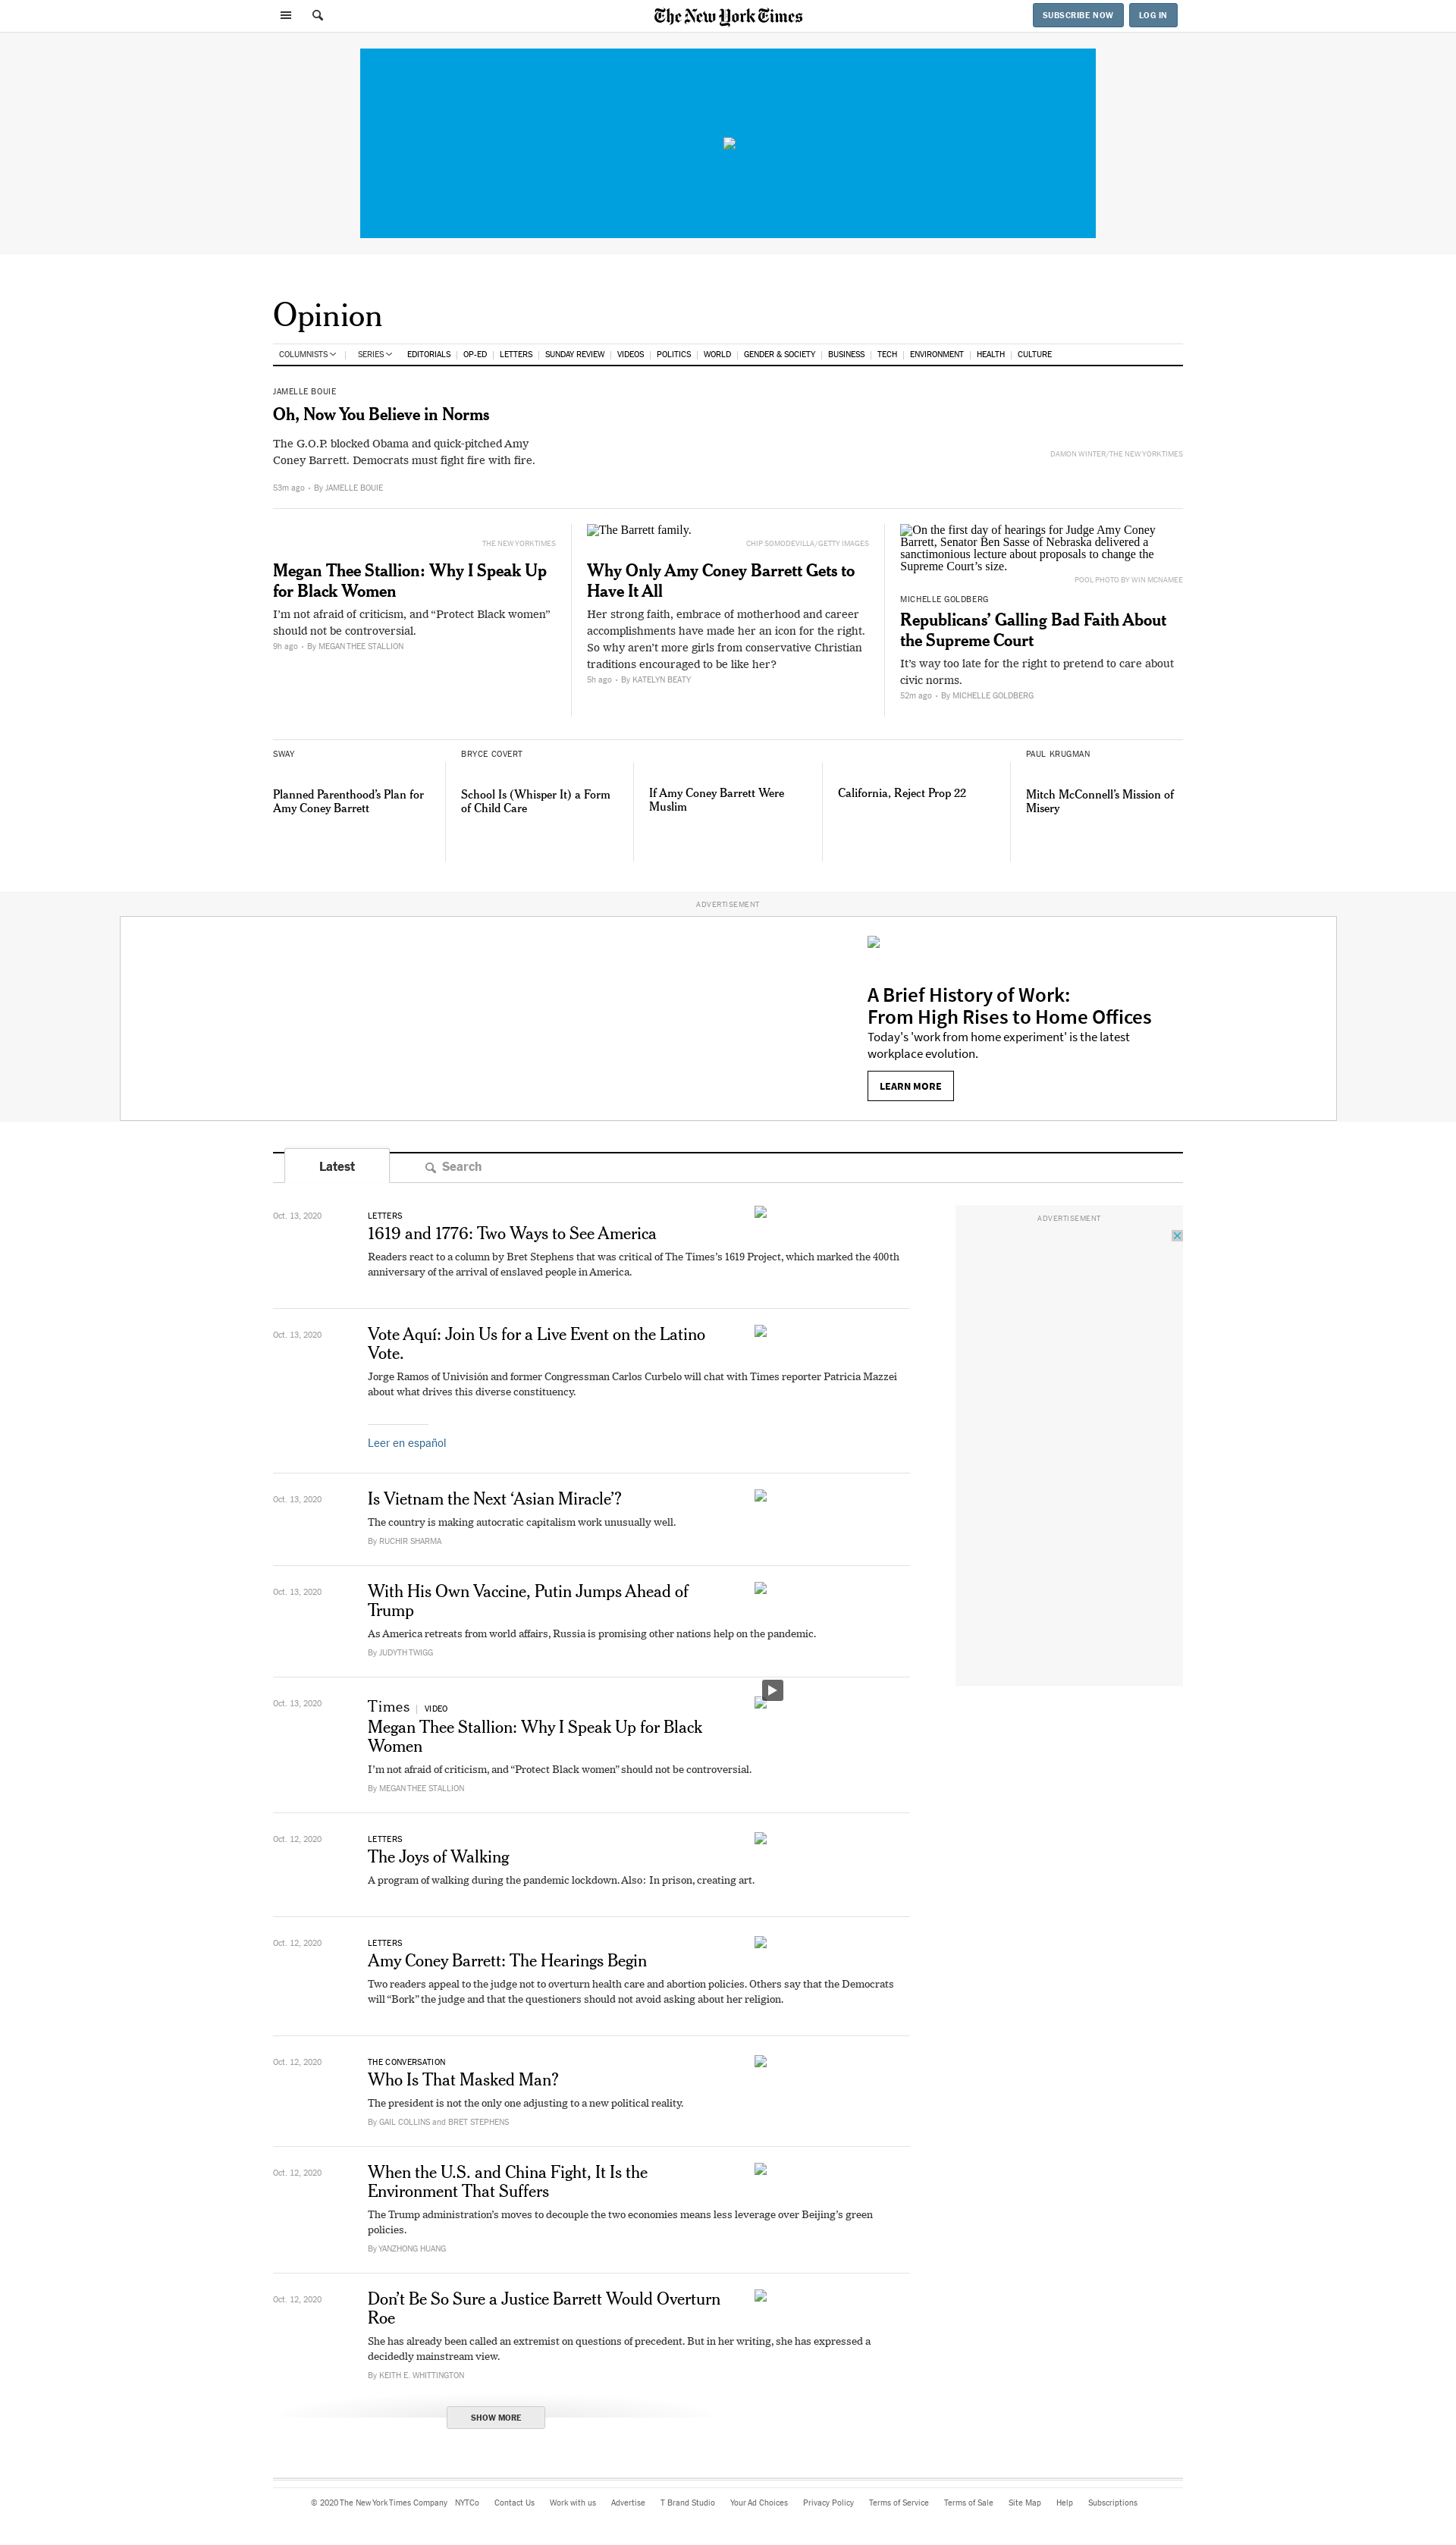 The New York Times
SUBSCRIBE NOW
LOG IN
Opinion
COLUMNISTS
SERIES
EDITORIALS
OP-ED
LETTERS
SUNDAY REVIEW
VIDEOS
POLITICS
WORLD
GENDER & SOCIETY
BUSINESS
TECH
ENVIRONMENT
HEALTH
CULTURE
JAMELLE BOUIE
Oh, Now You Believe in Norms
The G.O.P. blocked Obama and quick-pitched Amy
Coney Barrett. Democrats must fight fire with fire.
53m ago • By JAMELLE BOUIE
DAMON WINTER/THE NEW YORK TIMES
THE NEW YORK TIMES
Megan Thee Stallion: Why I Speak Up
for Black Women
I’m not afraid of criticism, and “Protect Black women”
should not be controversial.
9h ago • By MEGAN THEE STALLION
The Barrett family.
CHIP SOMODEVILLA/GETTY IMAGES
Why Only Amy Coney Barrett Gets to
Have It All
Her strong faith, embrace of motherhood and career
accomplishments have made her an icon for the right.
So why aren’t more girls from conservative Christian
traditions encouraged to be like her?
5h ago • By KATELYN BEATY
On the first day of hearings for Judge Amy Coney
Barrett, Senator Ben Sasse of Nebraska delivered a
sanctimonious lecture about proposals to change the
Supreme Court’s size.
POOL PHOTO BY WIN MCNAMEE
MICHELLE GOLDBERG
Republicans’ Galling Bad Faith About
the Supreme Court
It’s way too late for the right to pretend to care about
civic norms.
52m ago • By MICHELLE GOLDBERG
SWAY
Planned Parenthood’s Plan for
Amy Coney Barrett
BRYCE COVERT
School Is (Whisper It) a Form
of Child Care
If Amy Coney Barrett Were
Muslim
California, Reject Prop 22
PAUL KRUGMAN
Mitch McConnell’s Mission of
Misery
ADVERTISEMENT
A Brief History of Work:
From High Rises to Home Offices
Today's 'work from home experiment' is the latest
workplace evolution.
LEARN MORE
Latest
Search
ADVERTISEMENT
Oct. 13, 2020
LETTERS
1619 and 1776: Two Ways to See America
Readers react to a column by Bret Stephens that was critical of The Times’s 1619 Project, which marked the 400th
anniversary of the arrival of enslaved people in America.
Oct. 13, 2020
Vote Aquí: Join Us for a Live Event on the Latino
Vote.
Jorge Ramos of Univisión and former Congressman Carlos Curbelo will chat with Times reporter Patricia Mazzei
about what drives this diverse constituency.
Leer en español
Oct. 13, 2020
Is Vietnam the Next ‘Asian Miracle’?
The country is making autocratic capitalism work unusually well.
By RUCHIR SHARMA
Oct. 13, 2020
With His Own Vaccine, Putin Jumps Ahead of
Trump
As America retreats from world affairs, Russia is promising other nations help on the pandemic.
By JUDYTH TWIGG
Oct. 13, 2020
Times | VIDEO
Megan Thee Stallion: Why I Speak Up for Black
Women
I’m not afraid of criticism, and “Protect Black women” should not be controversial.
By MEGAN THEE STALLION
Oct. 12, 2020
LETTERS
The Joys of Walking
A program of walking during the pandemic lockdown. Also: In prison, creating art.
Oct. 12, 2020
LETTERS
Amy Coney Barrett: The Hearings Begin
Two readers appeal to the judge not to overturn health care and abortion policies. Others say that the Democrats
will “Bork” the judge and that the questioners should not avoid asking about her religion.
Oct. 12, 2020
THE CONVERSATION
Who Is That Masked Man?
The president is not the only one adjusting to a new political reality.
By GAIL COLLINS and BRET STEPHENS
Oct. 12, 2020
When the U.S. and China Fight, It Is the
Environment That Suffers
The Trump administration’s moves to decouple the two economies means less leverage over Beijing’s green
policies.
By YANZHONG HUANG
Oct. 12, 2020
Don’t Be So Sure a Justice Barrett Would Overturn
Roe
She has already been called an extremist on questions of precedent. But in her writing, she has expressed a
decidedly mainstream view.
By KEITH E. WHITTINGTON
SHOW MORE
© 2020 The New York Times Company
NYTCo
Contact Us
Work with us
Advertise
T Brand Studio
Your Ad Choices
Privacy Policy
Terms of Service
Terms of Sale
Site Map
Help
Subscriptions